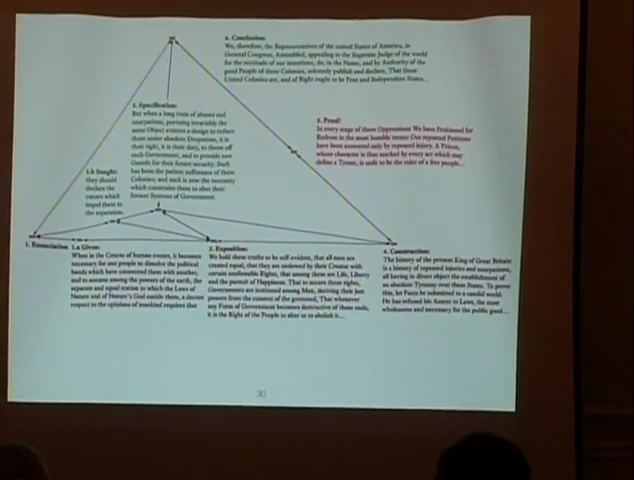 6. Conclusion:
We, therefore, the Representatives of the united States of America, in
General Congress, Assembled, appealing to the Supreme Judge of the world
for the rectitude of our intentions, do, in the Name, and by Authority of the
good People of these Colonies, solemnly publish and declare, That these
United Colonies are, and of Right ought to be Free and Independent States...
3. Specification:
But when a long train of abuses and
usurpations, pursuing invariably the
same Object evinces a design to reduce
them under absolute Despotism, it is
their right, it is their duty, to throw off
such Government, and to provide new
Guards for their future security. Such
has been the patient sufferance of these
Colonies; and such is now the necessity
which constrains them to alter their
former Systems of Government.
5. Proof:
In every stage of these Oppressions We have Petitioned for
Redress in the most humble terms: Our repeated Petitions
have been answered only by repeated injury. A Prince,
whose character is thus marked by every act which may
define a Tyrant, is unfit to be the ruler of a free people...
1.b Sought:
they should
declare the
causes which
impel them to
the separation.
1. Enunciation 1.a Given:
When in the Course of human events, it becomes
necessary for one people to dissolve the political
bands which have connected them with another,
and to assume among the powers of the earth, the
separate and equal station to which the Laws of
Nature and of Nature's God entitle them, a decent
respect to the opinions of mankind requires that
2. Exposition:
We hold these truths to be self-evident, that all men are
created equal, that they are endowed by their Creator with
certain unalienable Rights, that among these are Life, Liberty
and the pursuit of Happiness. That to secure these rights,
Governments are instituted among Men, deriving their just
powers from the consent of the governed, That whenever
any Form of Government becomes destructive of these ends,
it is the Right of the People to alter or to abolish it...
4. Construction:
The history of the present King of Great Britain
is a history of repeated injuries and usurpations,
all having in direct object the establishment of
an absolute Tyranny over these States. To prove
this, let Facts be submitted to a candid world.
He has refused his Assent to Laws, the most
wholesome and necessary for the public good...
30